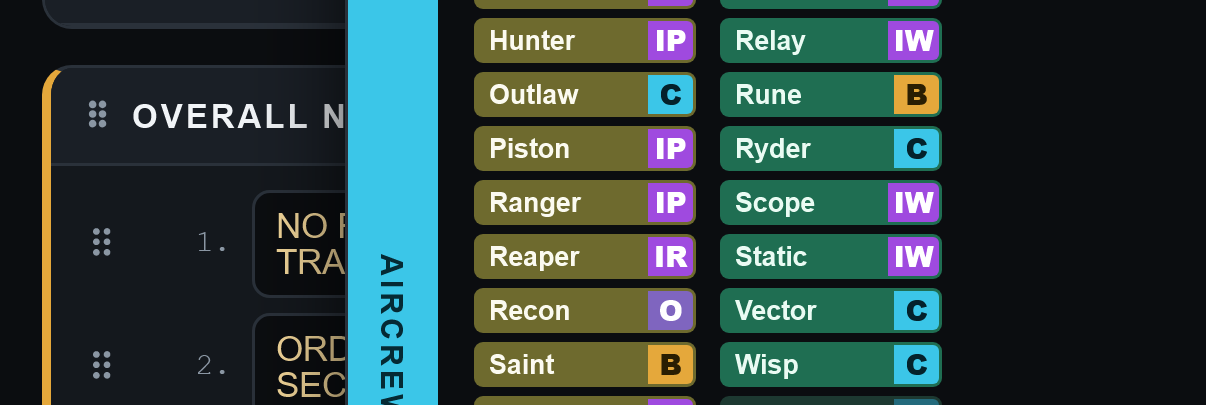 OVERALL N
1.
NO
TRA
2.
ORD
SEC
AIRCREW
Hunter IP
Relay IW
Outlaw C
Rune B
Piston IP
Ryder C
Ranger IP
Scope IW
Reaper IR
Static IW
Recon O
Vector C
Saint B
Wisp C